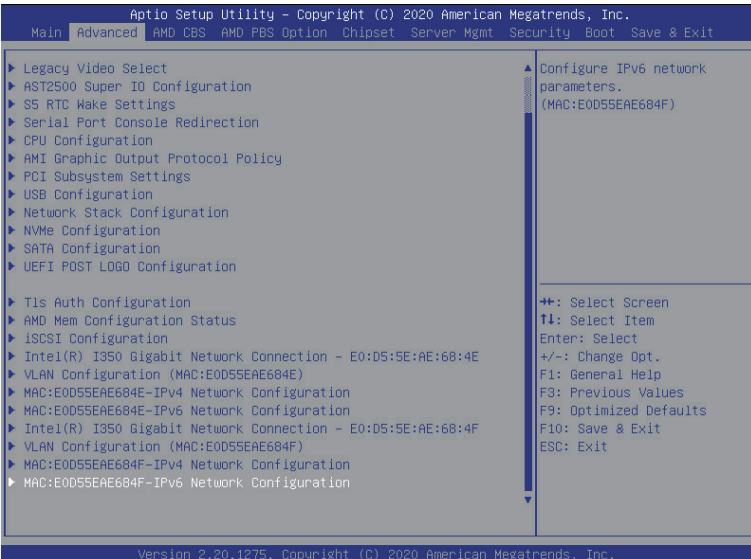 Aptio Setup Utility – Copyright (C) 2020 American Megatrends, Inc.
Main Advanced AMD CBS AMD PBS Option Chipset Server Mgmt Security Boot Save & Exit
▶ Legacy Video Select
▶ AST2500 Super IO Configuration
▶ S5 RTC Wake Settings
▶ Serial Port Console Redirection
▶ CPU Configuration
▶ AMI Graphic Output Protocol Policy
▶ PCI Subsystem Settings
▶ USB Configuration
▶ Network Stack Configuration
▶ NVMe Configuration
▶ SATA Configuration
▶ UEFI POST LOGO Configuration
▶ Tls Auth Configuration
▶ AMD Mem Configuration Status
▶ iSCSI Configuration
▶ Intel(R) I350 Gigabit Network Connection – E0:D5:5E:AE:68:4E
▶ VLAN Configuration (MAC:E0D55EAE684E)
▶ MAC:E0D55EAE684E-IPv4 Network Configuration
▶ MAC:E0D55EAE684E-IPv6 Network Configuration
▶ Intel(R) I350 Gigabit Network Connection – E0:D5:5E:AE:68:4F
▶ VLAN Configuration (MAC:E0D55EAE684F)
▶ MAC:E0D55EAE684F-IPv4 Network Configuration
▶ MAC:E0D55EAE684F-IPv6 Network Configuration
Configure IPv6 network
parameters.
(MAC:E0D55EAE684F)
→←: Select Screen
↑↓: Select Item
Enter: Select
+/-: Change Opt.
F1: General Help
F3: Previous Values
F9: Optimized Defaults
F10: Save & Exit
ESC: Exit
Version 2.20.1275. Copyright (C) 2020 American Megatrends, Inc.